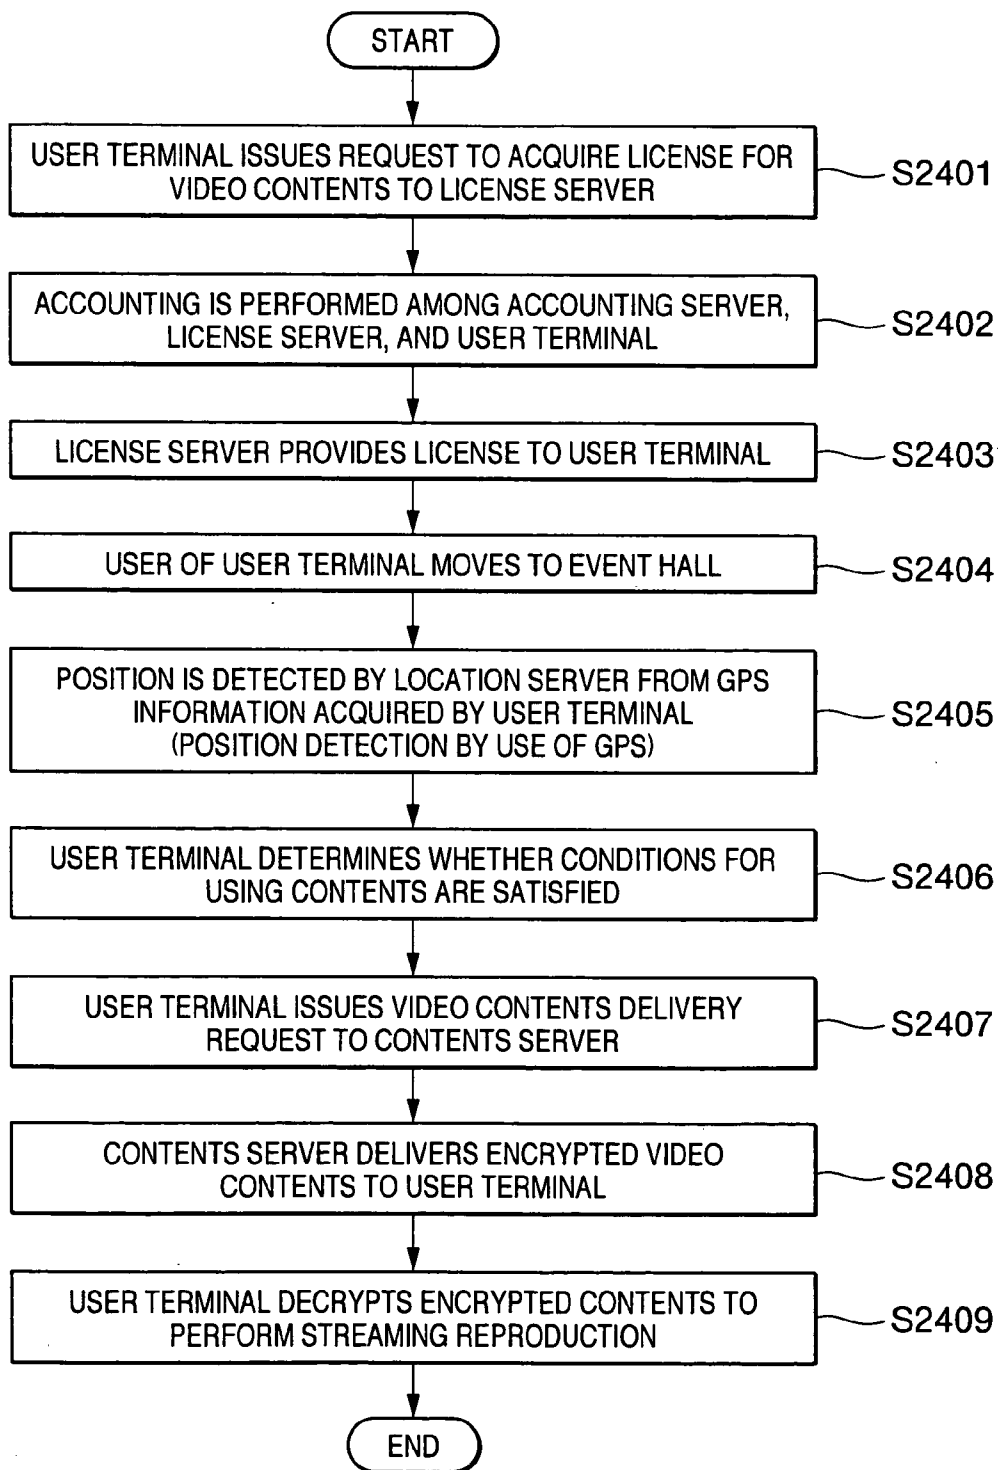 START
USER TERMINAL ISSUES REQUEST TO ACQUIRE LICENSE FOR
VIDEO CONTENTS TO LICENSE SERVER
S2401
ACCOUNTING IS PERFORMED AMONG ACCOUNTING SERVER,
LICENSE SERVER, AND USER TERMINAL
S2402
LICENSE SERVER PROVIDES LICENSE TO USER TERMINAL
S2403
USER OF USER TERMINAL MOVES TO EVENT HALL
S2404
POSITION IS DETECTED BY LOCATION SERVER FROM GPS
INFORMATION ACQUIRED BY USER TERMINAL
(POSITION DETECTION BY USE OF GPS)
S2405
USER TERMINAL DETERMINES WHETHER CONDITIONS FOR
USING CONTENTS ARE SATISFIED
S2406
USER TERMINAL ISSUES VIDEO CONTENTS DELIVERY
REQUEST TO CONTENTS SERVER
S2407
CONTENTS SERVER DELIVERS ENCRYPTED VIDEO
CONTENTS TO USER TERMINAL
S2408
USER TERMINAL DECRYPTS ENCRYPTED CONTENTS TO
PERFORM STREAMING REPRODUCTION
S2409
END